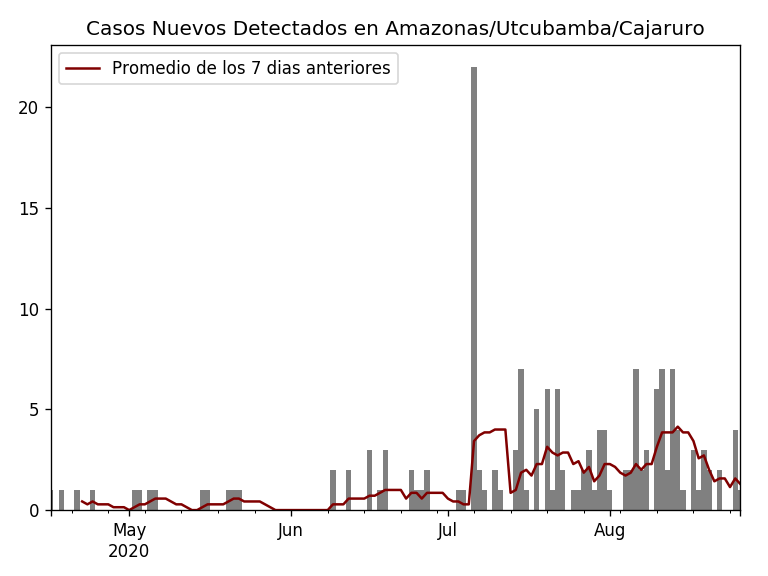 Casos Nuevos Detectados en Amazonas/Utcubamba/Cajaruro
Promedio de los 7 dias anteriores
20
15
10
5
0
May
2020
Jun
Jul
Aug